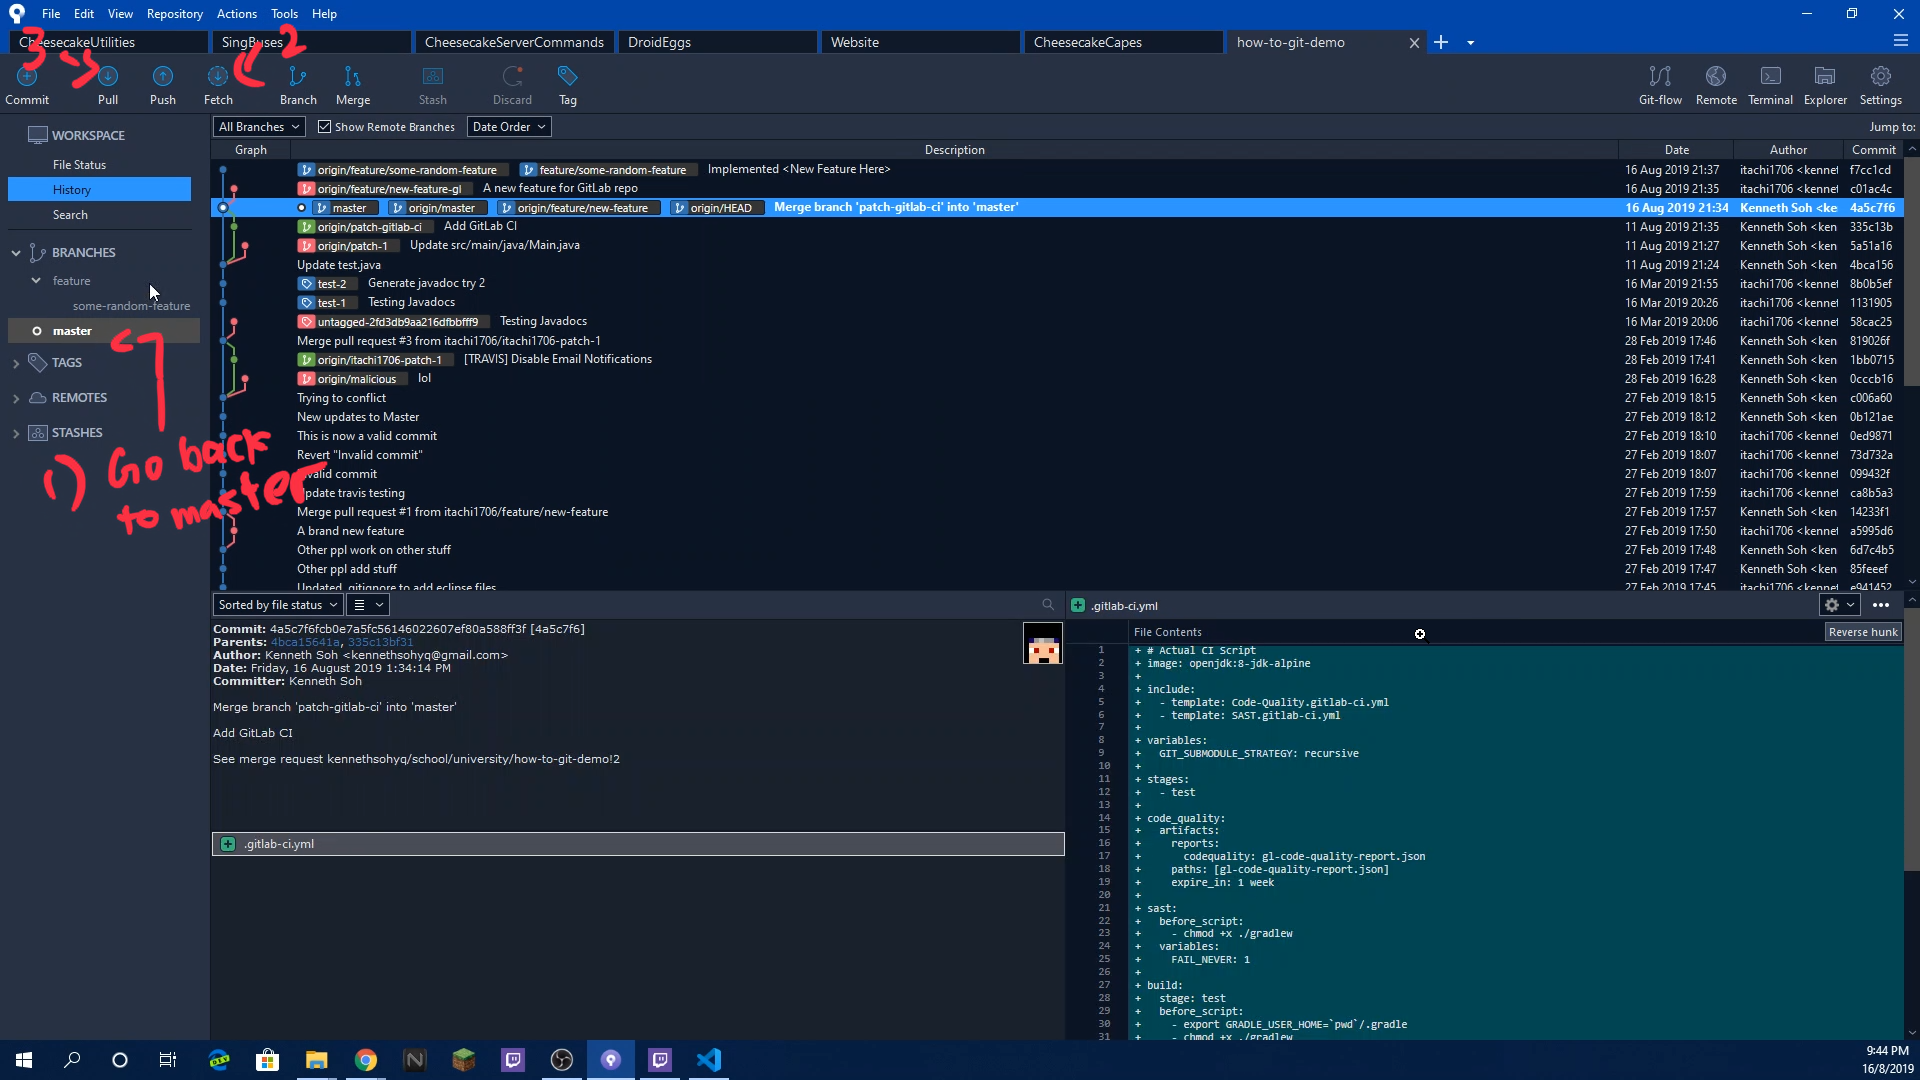 File Edit View Repository Actions Tools Help
CheesecakeUtilities SingBuses CheesecakeServerCommands DroidEggs Website CheesecakeCapes how-to-git-demo
3 2
Commit Pull Push Fetch Branch Merge Stash Discard Tag Git-flow Remote Terminal Explorer Settings
All Branches Show Remote Branches Date Order Jump to:
WORKSPACE
File Status
History
Search
BRANCHES
feature
some-random-feature
master
TAGS
REMOTES
STASHES
1) Go back
to master
Graph Description Date Author Commit
origin/feature/some-random-feature feature/some-random-feature Implemented <New Feature Here> 16 Aug 2019 21:37 itachi1706 <kennet f7cc1cd
origin/feature/new-feature-gl A new feature for GitLab repo 16 Aug 2019 21:35 itachi1706 <kennet c01ac4c
master origin/master origin/feature/new-feature origin/HEAD Merge branch 'patch-gitlab-ci' into 'master' 16 Aug 2019 21:34 Kenneth Soh <ke 4a5c7f6
origin/patch-gitlab-ci Add GitLab CI 11 Aug 2019 21:35 Kenneth Soh <ken 335c13b
origin/patch-1 Update src/main/java/Main.java 11 Aug 2019 21:27 Kenneth Soh <ken 5a51a16
Update test.java 11 Aug 2019 21:24 Kenneth Soh <ken 4bca156
test-2 Generate javadoc try 2 16 Mar 2019 21:55 itachi1706 <kennet 8b0b5ef
test-1 Testing Javadocs 16 Mar 2019 20:26 itachi1706 <kennet 1131905
untagged-2fd3db9aa216dfbbfff9 Testing Javadocs 16 Mar 2019 20:06 itachi1706 <kennet 58cac25
Merge pull request #3 from itachi1706/itachi1706-patch-1 28 Feb 2019 17:46 Kenneth Soh <ken 819026f
origin/itachi1706-patch-1 [TRAVIS] Disable Email Notifications 28 Feb 2019 17:41 Kenneth Soh <ken 1bb0715
origin/malicious lol 28 Feb 2019 16:28 Kenneth Soh <ken 0cccb16
Trying to conflict 27 Feb 2019 18:15 Kenneth Soh <ken c006a60
New updates to Master 27 Feb 2019 18:12 Kenneth Soh <ken 0b121ae
This is now a valid commit 27 Feb 2019 18:10 itachi1706 <kennet 0ed9871
Revert "Invalid commit" 27 Feb 2019 18:07 itachi1706 <kennet 73d732a
Invalid commit 27 Feb 2019 18:07 itachi1706 <kennet 099432f
Update travis testing 27 Feb 2019 17:59 itachi1706 <kennet ca8b5a3
Merge pull request #1 from itachi1706/feature/new-feature 27 Feb 2019 17:57 Kenneth Soh <ken 14233f1
A brand new feature 27 Feb 2019 17:50 itachi1706 <kennet a5995d6
Other ppl work on other stuff 27 Feb 2019 17:48 Kenneth Soh <ken 6d7c4b5
Other ppl add stuff 27 Feb 2019 17:47 Kenneth Soh <ken 85feeef
Updated .gitignore to add eclipse files 27 Feb 2019 17:45 itachi1706 <kennet e941452
Sorted by file status
Commit: 4a5c7f6fcb0e7a5fc56146022607ef80a588ff3f [4a5c7f6]
Parents: 4bca15641a, 335c13bf31
Author: Kenneth Soh <kennethsohyq@gmail.com>
Date: Friday, 16 August 2019 1:34:14 PM
Committer: Kenneth Soh
Merge branch 'patch-gitlab-ci' into 'master'
Add GitLab CI
See merge request kennethsohyq/school/university/how-to-git-demo!2
.gitlab-ci.yml
.gitlab-ci.yml
File Contents Reverse hunk
1 + # Actual CI Script
2 + image: openjdk:8-jdk-alpine
3 +
4 + include:
5 + - template: Code-Quality.gitlab-ci.yml
6 + - template: SAST.gitlab-ci.yml
7 +
8 + variables:
9 + GIT_SUBMODULE_STRATEGY: recursive
10 +
11 + stages:
12 + - test
13 +
14 + code_quality:
15 + artifacts:
16 + reports:
17 + codequality: gl-code-quality-report.json
18 + paths: [gl-code-quality-report.json]
19 + expire_in: 1 week
20 +
21 + sast:
22 + before_script:
23 + - chmod +x ./gradlew
24 + variables:
25 + FAIL_NEVER: 1
26 +
27 + build:
28 + stage: test
29 + before_script:
30 + - export GRADLE_USER_HOME=`pwd`/.gradle
31 + - chmod +x ./gradlew
DEV
9:44 PM
16/8/2019